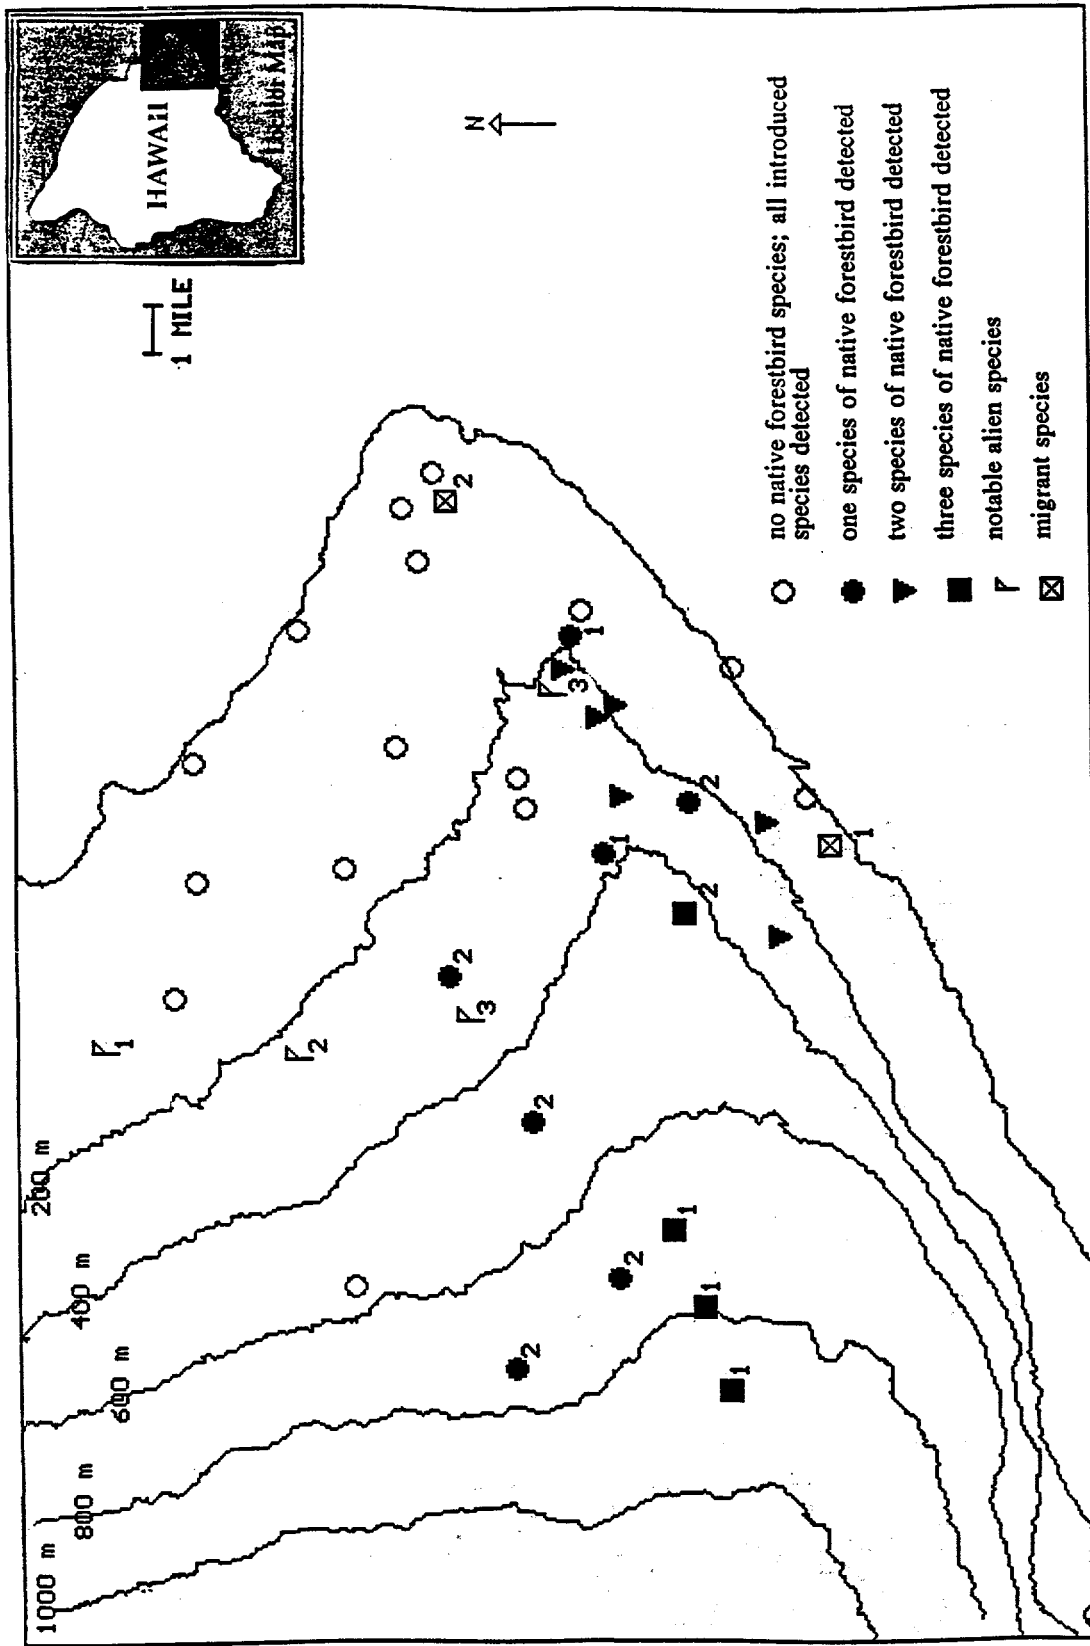 1000 m
800 m
600 m
400 m
200 m
HAWAII
Locator Map
1 MILE
N
1
2
2
2
3
2
2
3
1
1
2
1
2
2
1
1
1
no native forestbird species; all introduced
species detected
one species of native forestbird detected
two species of native forestbird detected
three species of native forestbird detected
notable alien species
migrant species